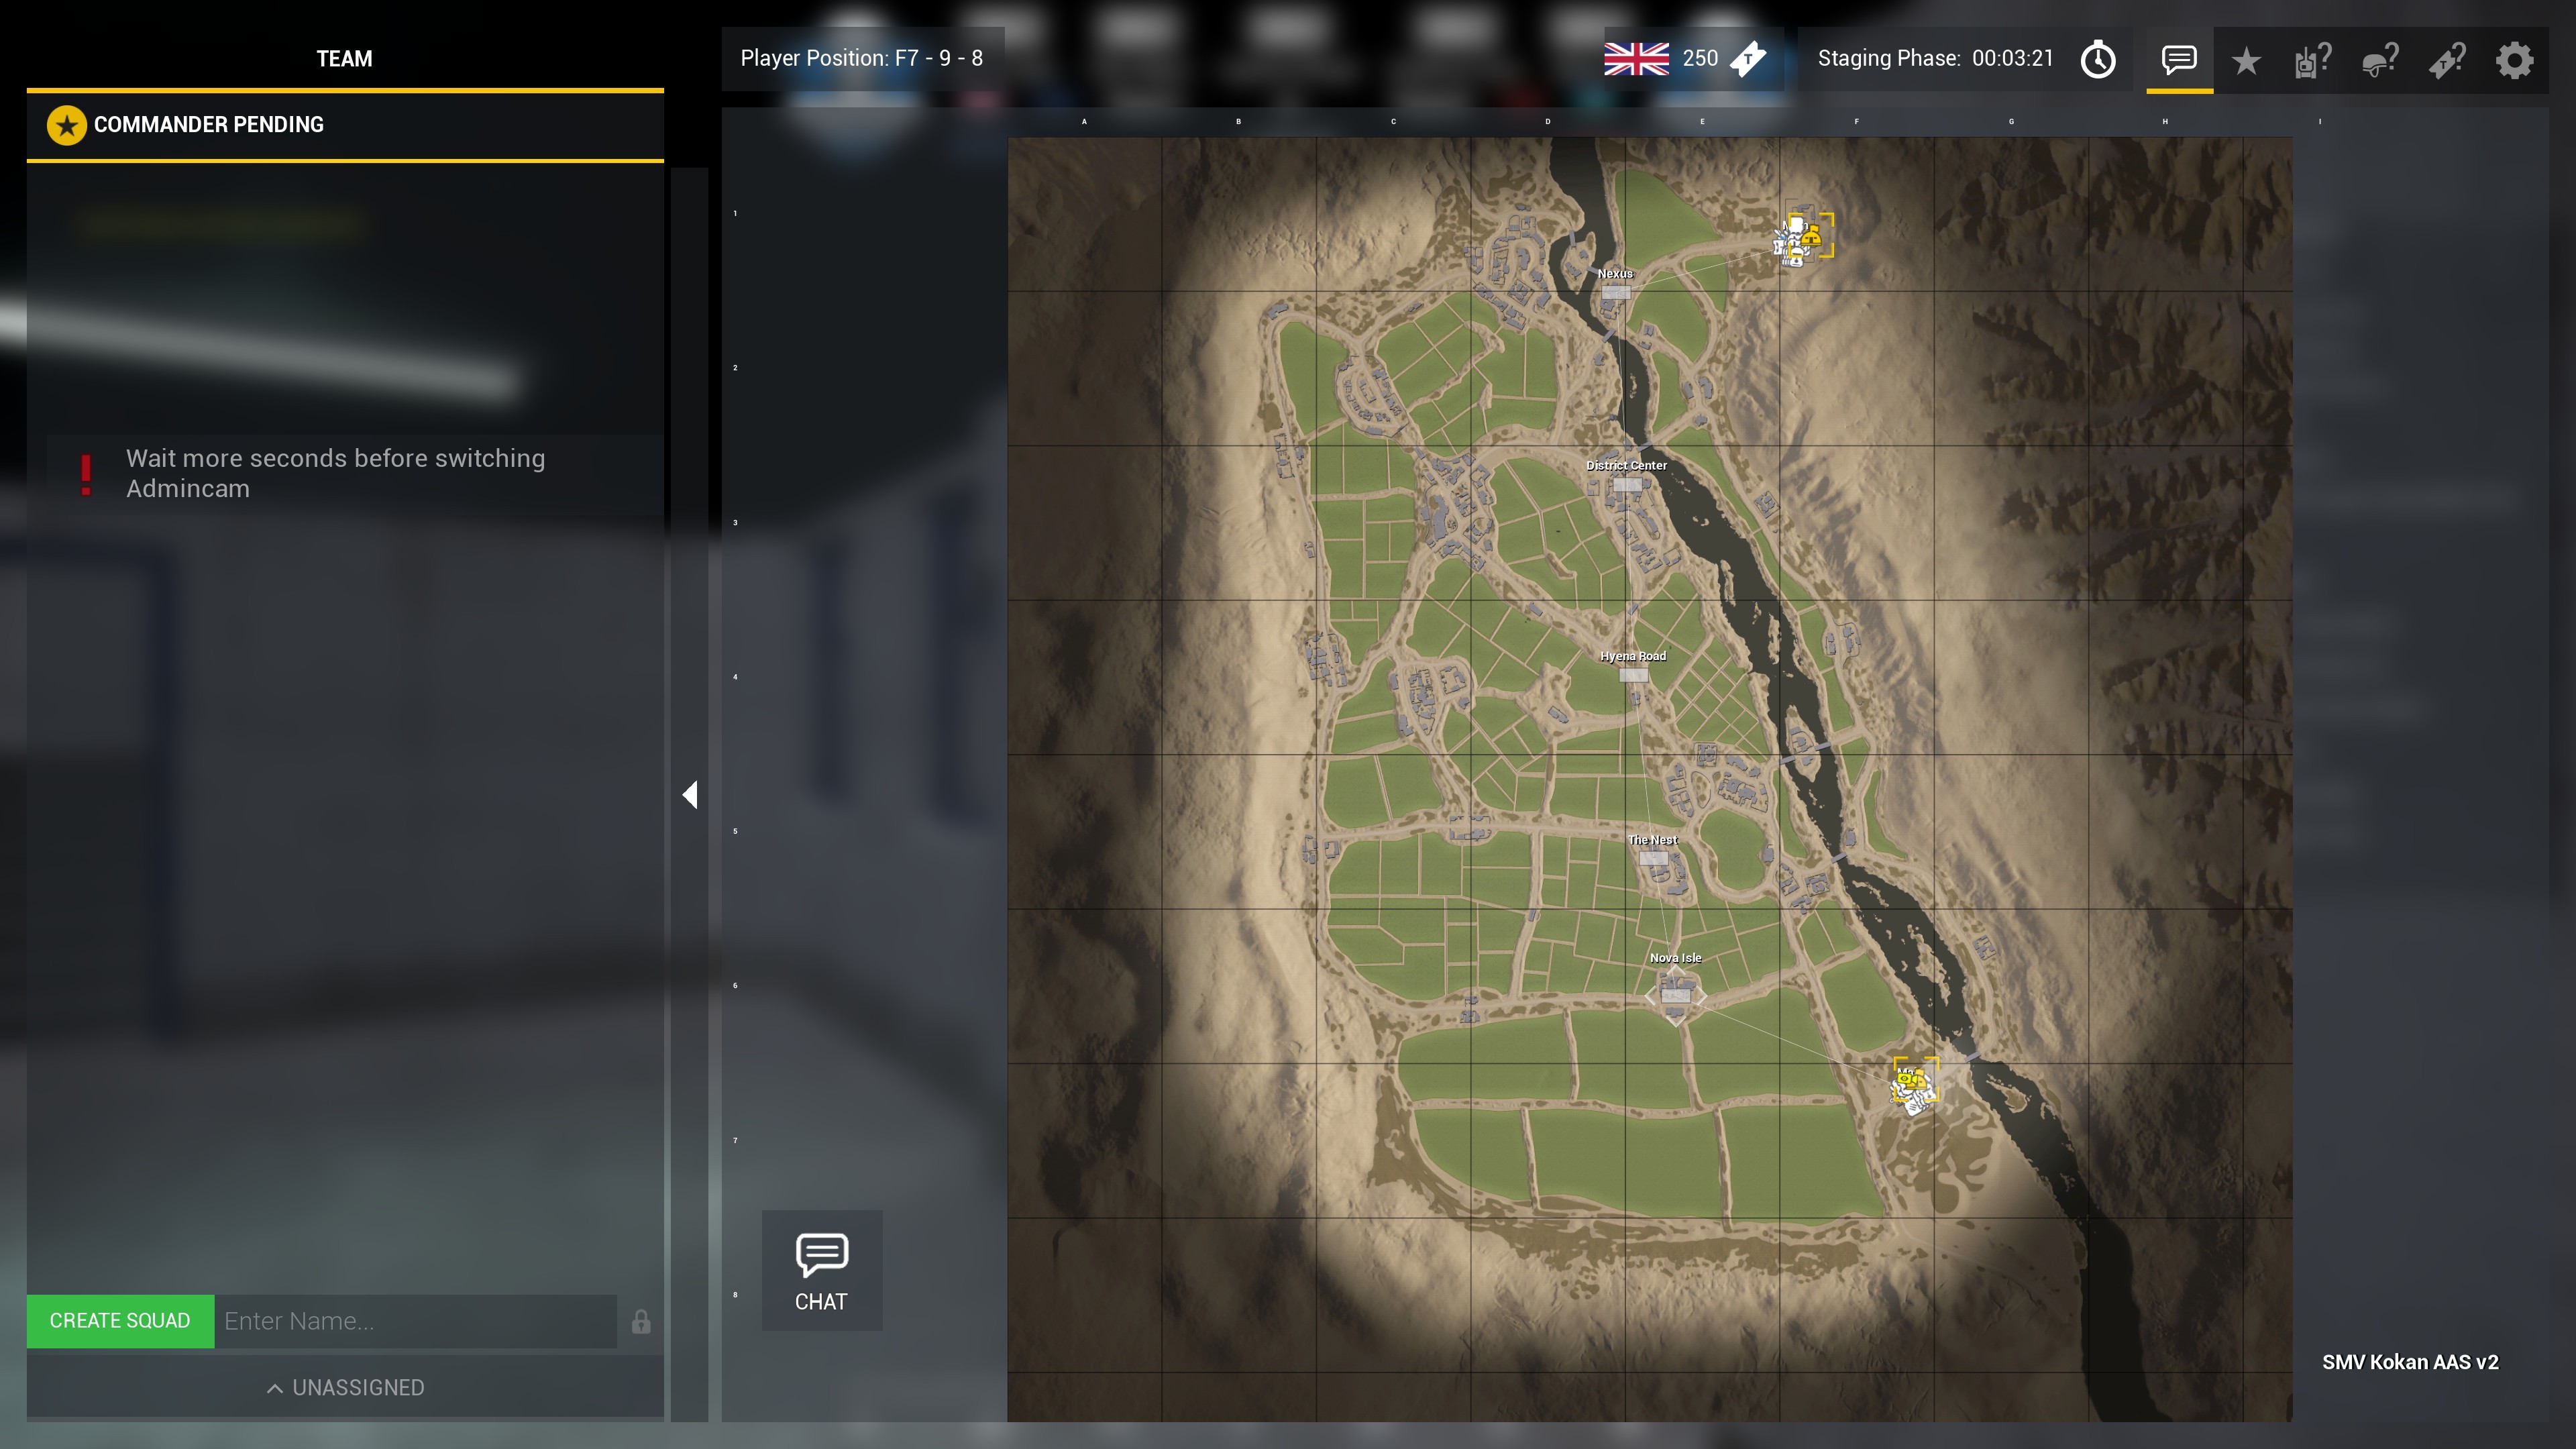 TEAM
Player Position: F7 - 9 - 8
250
Staging Phase: 00:03:21
COMMANDER PENDING
A B C D E F G H I
1
Nexus
2
Wait more seconds before switching
Admincam
District Center
3
Hyena Road
4
5
The Nest
Nova Isle
6
7
8
CHAT
CREATE SQUAD
Enter Name...
UNASSIGNED
SMV Kokan AAS v2